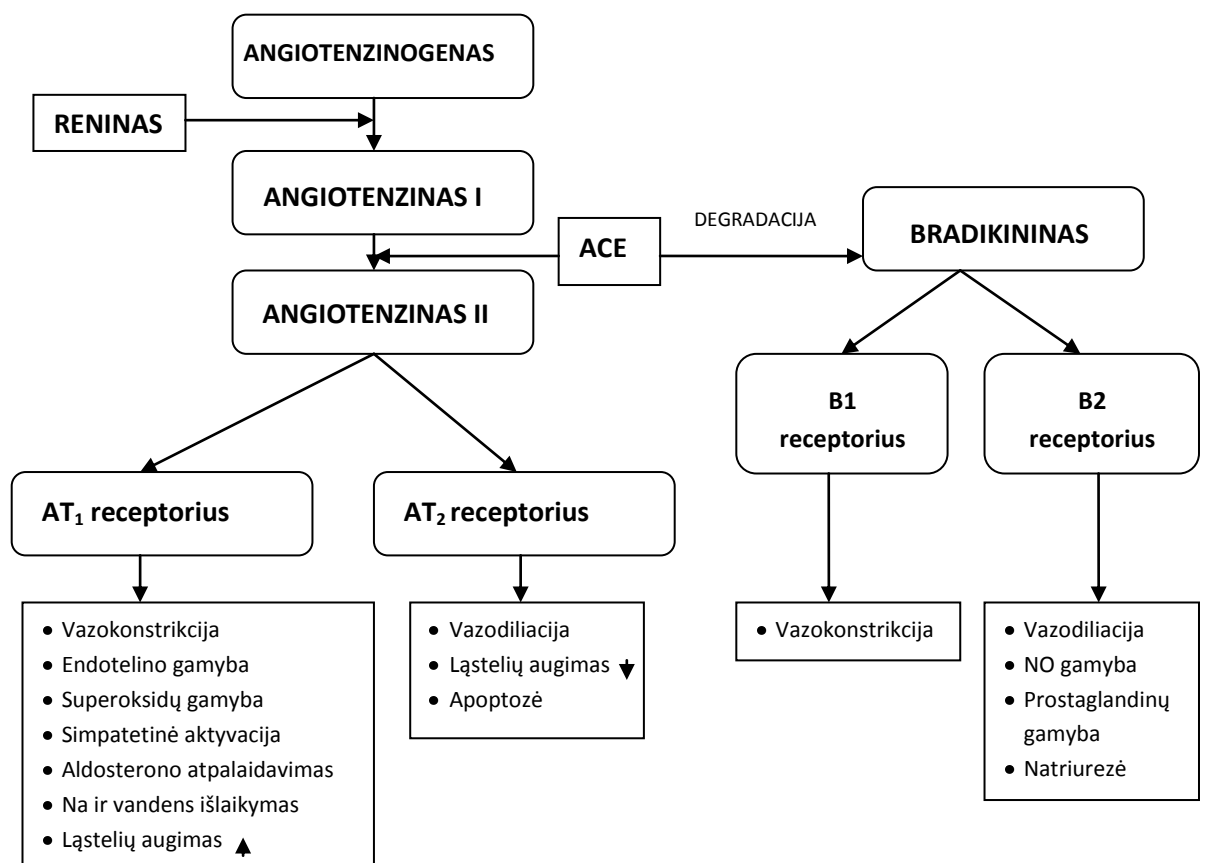 ANGIOTENZINOGENAS
RENINAS
ANGIOTENZINAS I
ACE
DEGRADACIJA
BRADIKININAS
ANGIOTENZINAS II
B1
receptorius
B2
receptorius
AT₁ receptorius
AT₂ receptorius
• Vazokonstrikcija
• Endotelino gamyba
• Superoksidų gamyba
• Simpatetinė aktyvacija
• Aldosterono atpalaidavimas
• Na ir vandens išlaikymas
• Ląstelių augimas
• Vazodiliacija
• Ląstelių augimas
• Apoptozė
• Vazokonstrikcija
• Vazodiliacija
• NO gamyba
• Prostaglandinų
gamyba
• Natriurezė